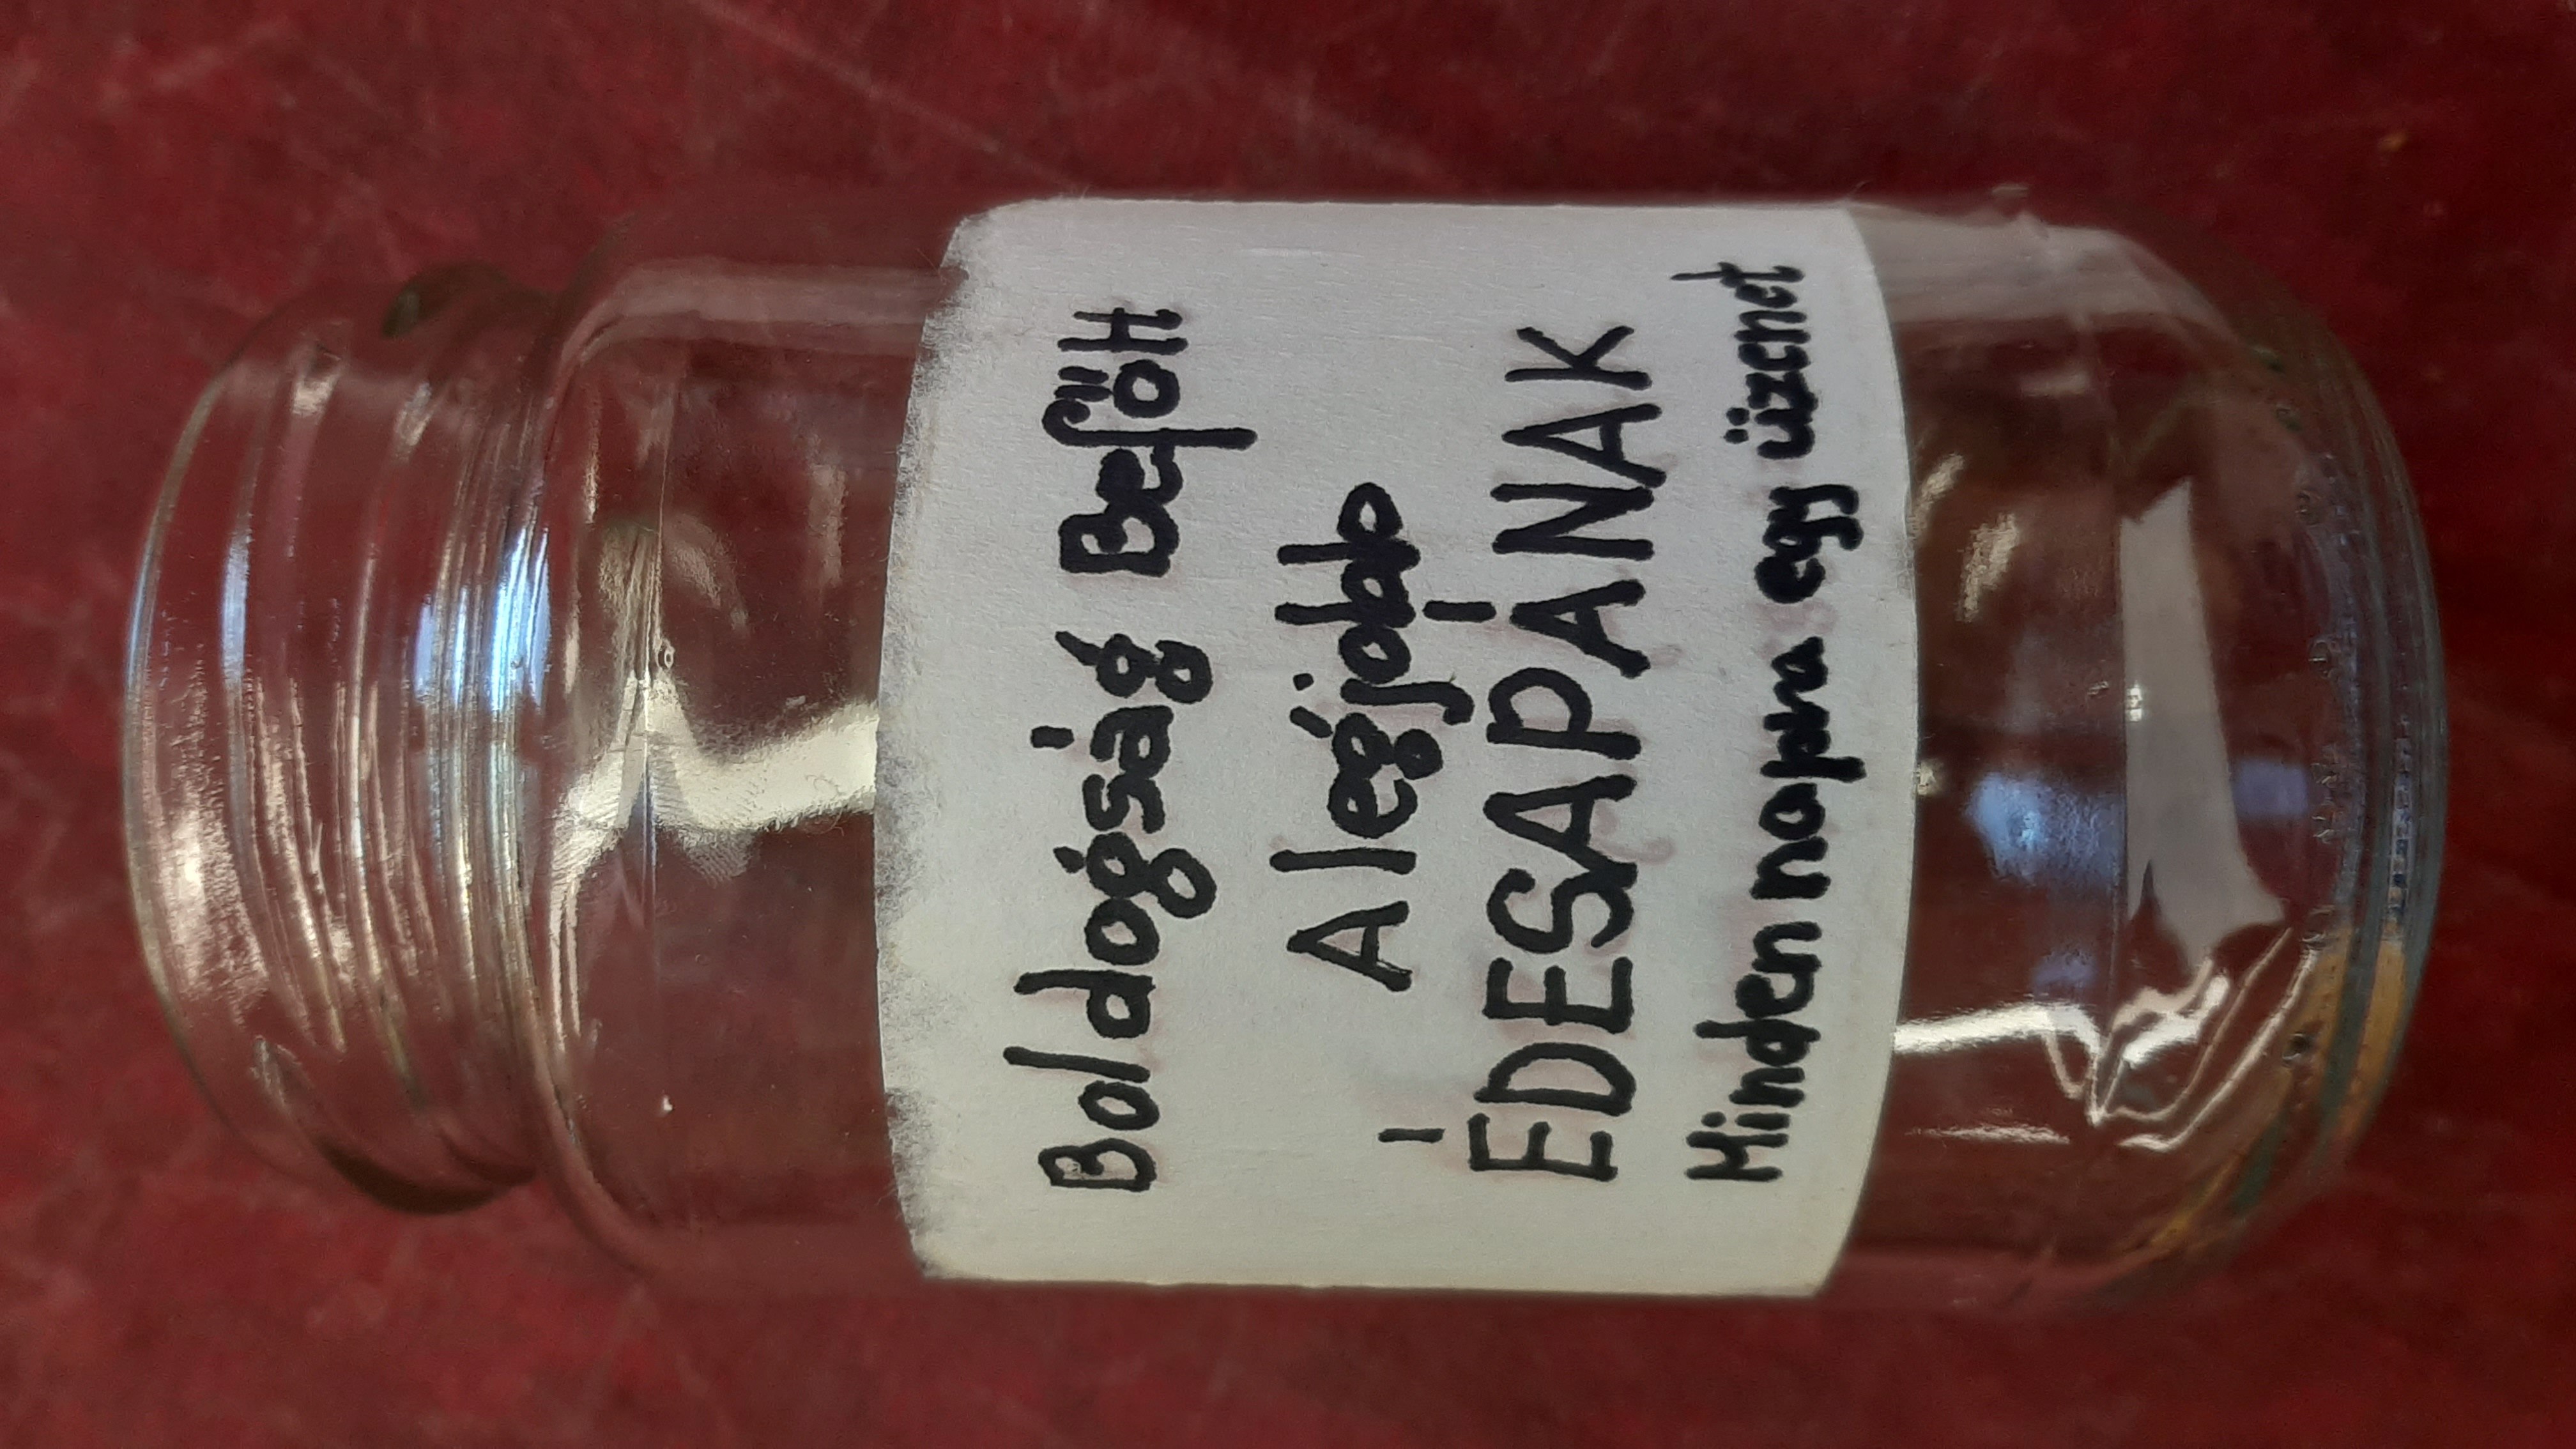 Boldogság Befőtt
A legjobb
ÉDESAPÁNAK
Minden napra egy üzenet